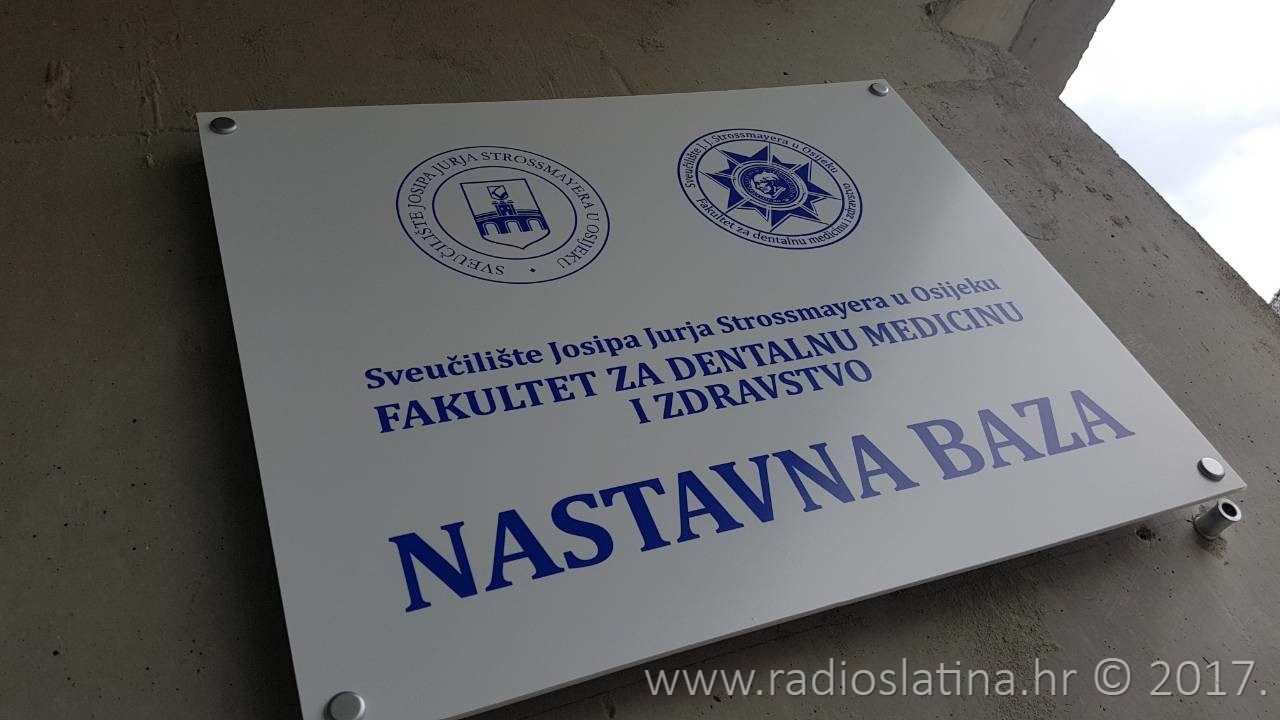 SVEUČILIŠTE JOSIPA JURJA STROSSMAYERA U OSIJEKU
Sveučilište J. J. Strossmayera u Osijeku
Fakultet za dentalnu medicinu i zdravstvo
Sveučilište Josipa Jurja Strossmayera u Osijeku
FAKULTET ZA DENTALNU MEDICINU
I ZDRAVSTVO
NASTAVNA BAZA
www.radioslatina.hr © 2017.